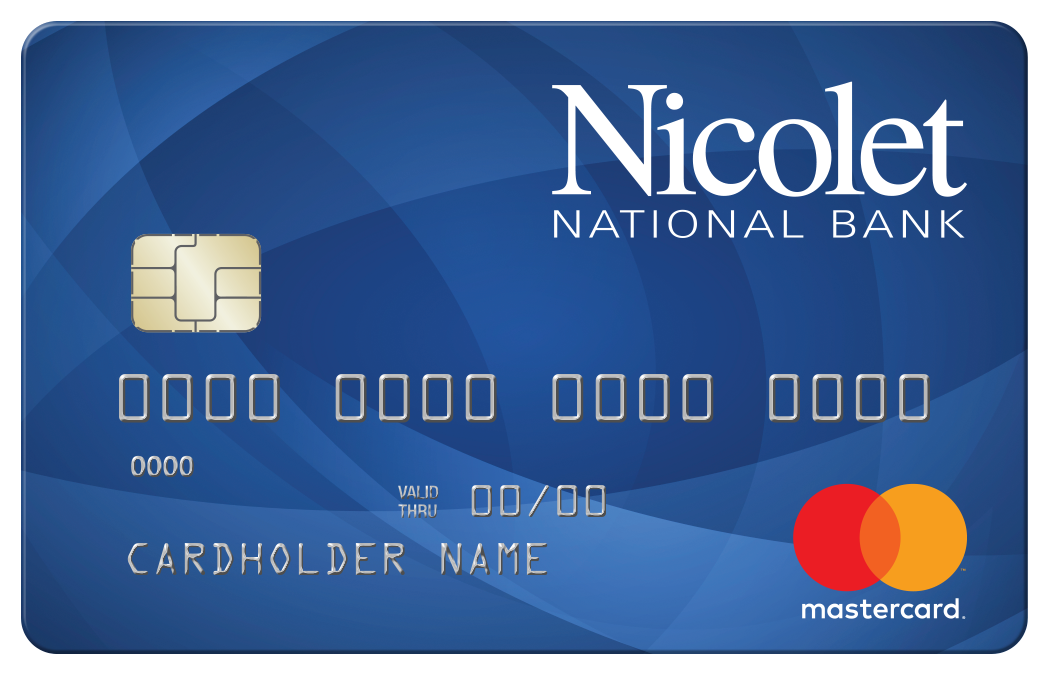 Nicolet
NATIONAL BANK
0000 0000 0000 0000
0000
VALID
THRU
00/00
CARDHOLDER NAME
mastercard.